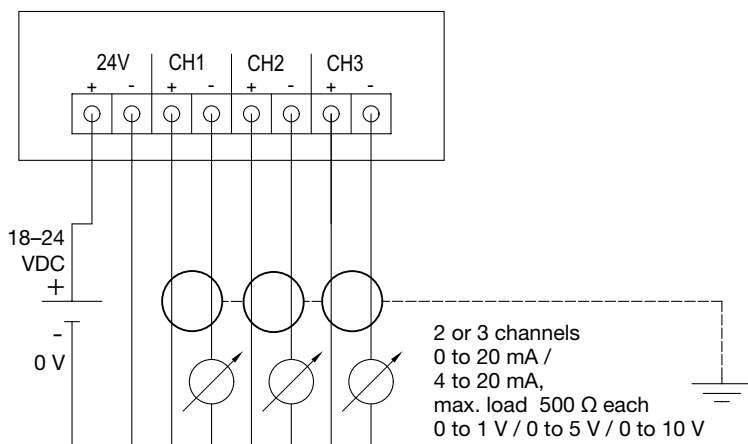 24V CH1 CH2 CH3
+ - + - + - + -
18–24
VDC
+
-
0 V
2 or 3 channels
0 to 20 mA /
4 to 20 mA,
max. load 500 Ω each
0 to 1 V / 0 to 5 V / 0 to 10 V